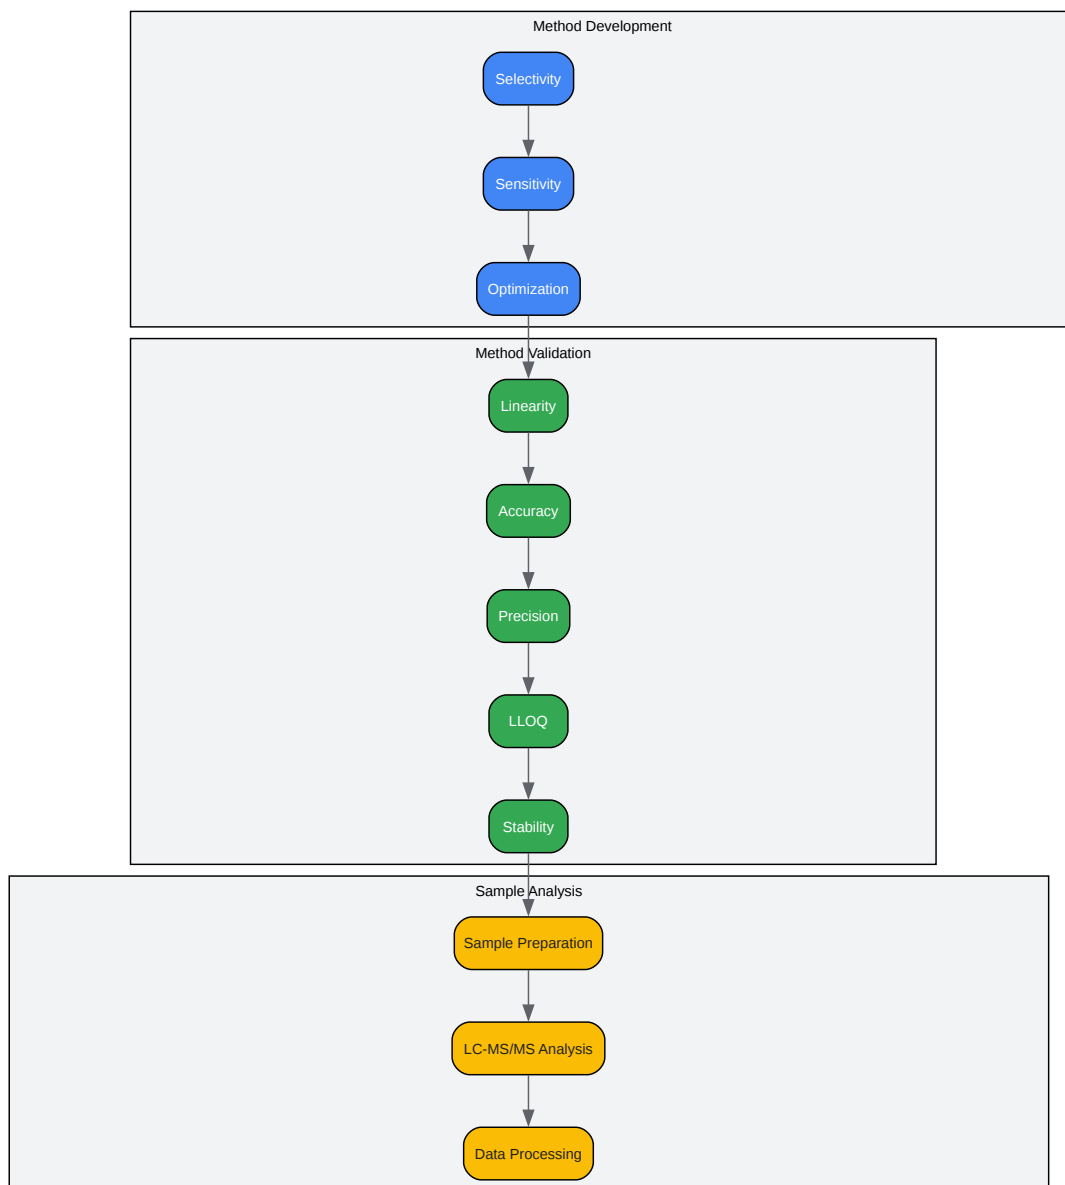 Method Development
Selectivity
Sensitivity
Optimization
Method Validation
Linearity
Accuracy
Precision
LLOQ
Stability
Sample Analysis
Sample Preparation
LC-MS/MS Analysis
Data Processing